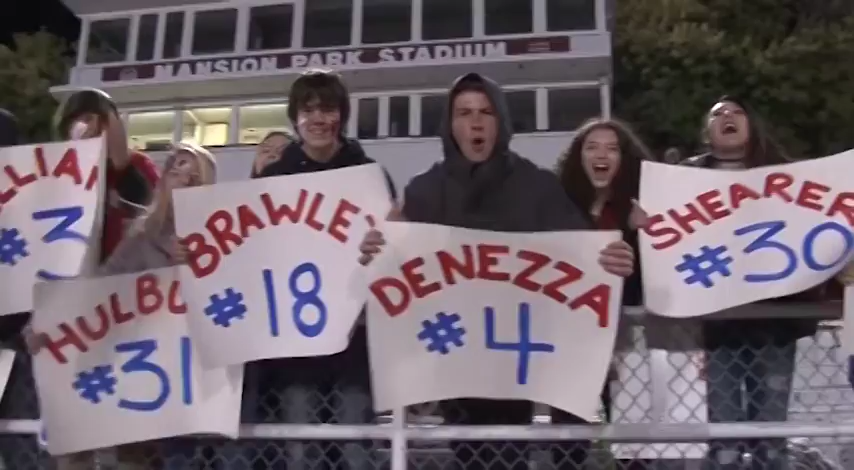 MANSION PARK STADIUM
#3
BRAWLE
#18
DENEZZA
#4
SHEARER
#30
#31